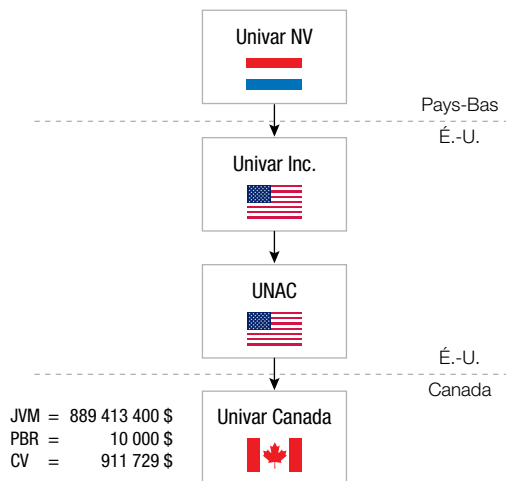 Univar NV
Pays-Bas
É.-U.
Univar Inc.
UNAC
É.-U.
Canada
Univar Canada
JVM = 889 413 400 $
PBR = 10 000 $
CV = 911 729 $